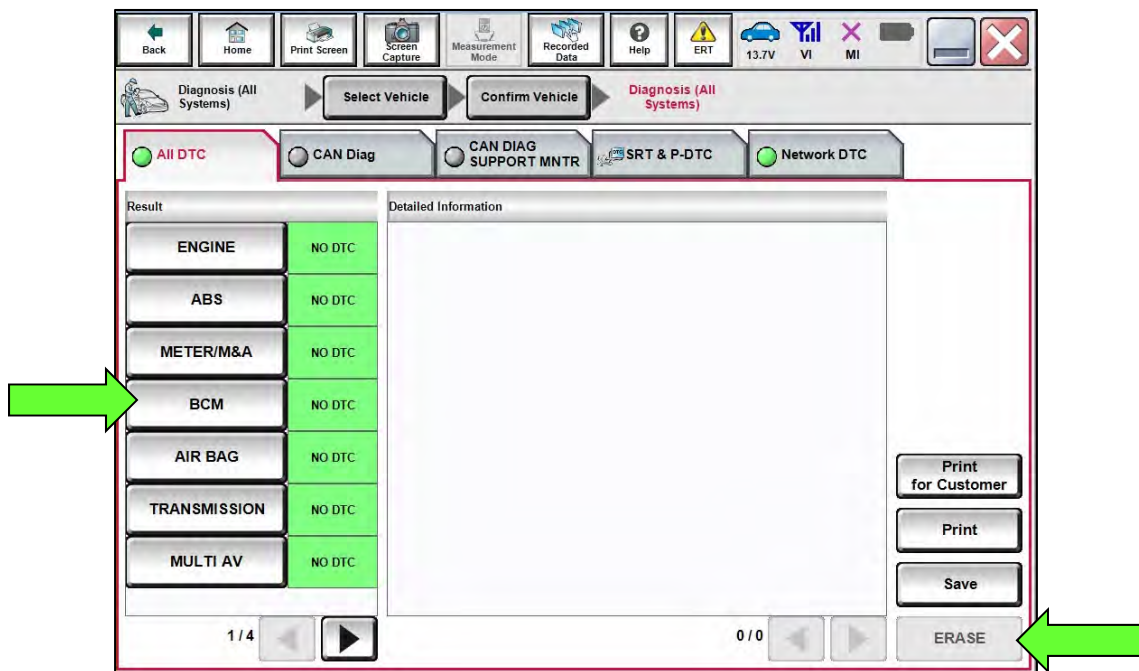 Back
Home
Print Screen
Screen
Capture
Measurement
Mode
Recorded
Data
Help
ERT
13.7V
VI
MI
Diagnosis (All
Systems)
Select Vehicle
Confirm Vehicle
Diagnosis (All
Systems)
All DTC
CAN Diag
CAN DIAG
SUPPORT MNTR
SRT & P-DTC
Network DTC
Result
Detailed Information
ENGINE NO DTC
ABS NO DTC
METER/M&A NO DTC
BCM NO DTC
AIR BAG NO DTC
TRANSMISSION NO DTC
MULTI AV NO DTC
Print
for Customer
Print
Save
1 / 4
0 / 0
ERASE